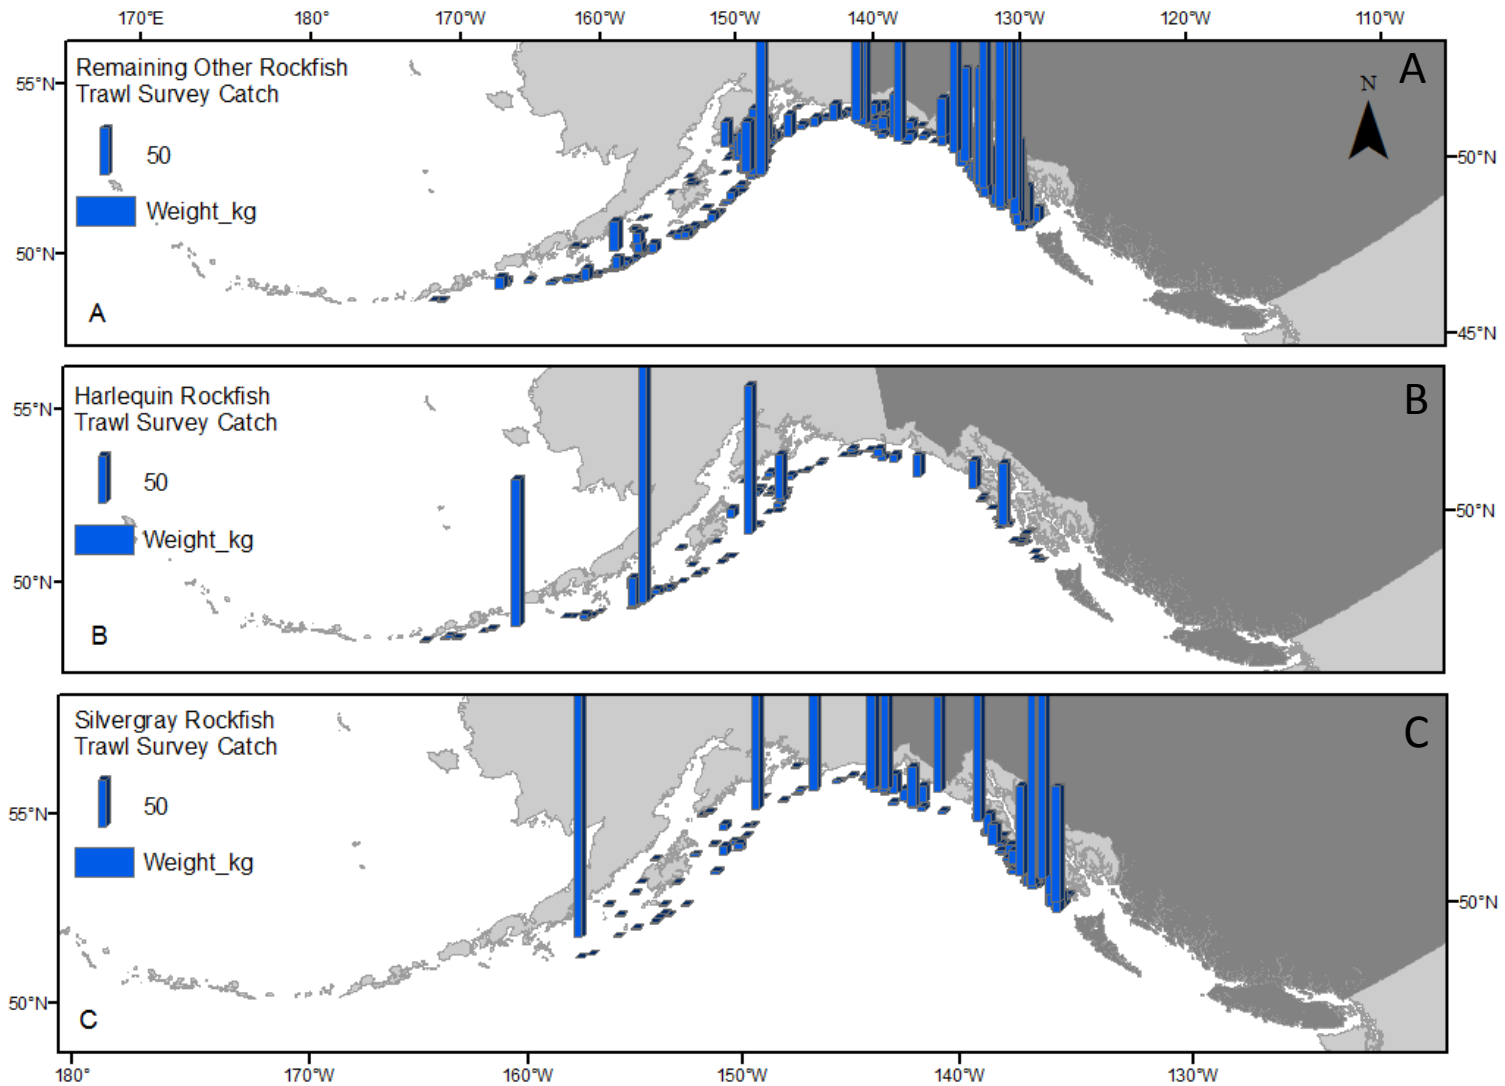 170°E 180° 170°W 160°W 150°W 140°W 130°W 120°W 110°W
Remaining Other Rockfish
Trawl Survey Catch
50
Weight_kg
A
A
N
55°N
50°N
50°N
45°N
Harlequin Rockfish
Trawl Survey Catch
50
Weight_kg
B
B
55°N
50°N
50°N
Silvergray Rockfish
Trawl Survey Catch
50
Weight_kg
C
C
55°N
50°N
50°N
180° 170°W 160°W 150°W 140°W 130°W